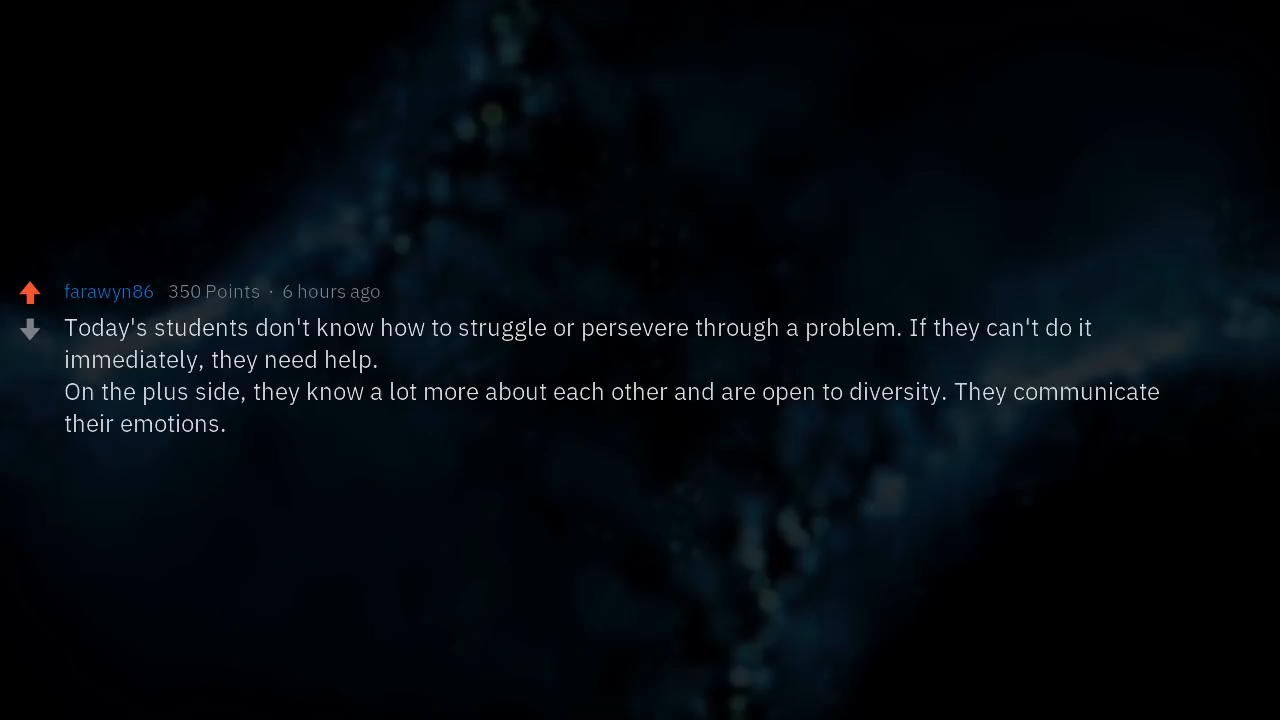 farawyn86 350 Points · 6 hours ago
Today's students don't know how to struggle or persevere through a problem. If they can't do it
immediately, they need help.
On the plus side, they know a lot more about each other and are open to diversity. They communicate
their emotions.